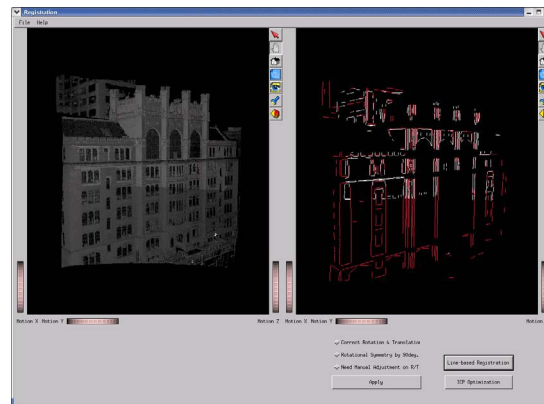 Registration
File Help
Motion X Motion Y Motion Z Motion X Motion Y Motion
Correct Rotation & Translation
Rotational Symmetry by 90deg.
Need Manual Adjustment on R/T
Line-based Registration
Apply
ICP Optimization